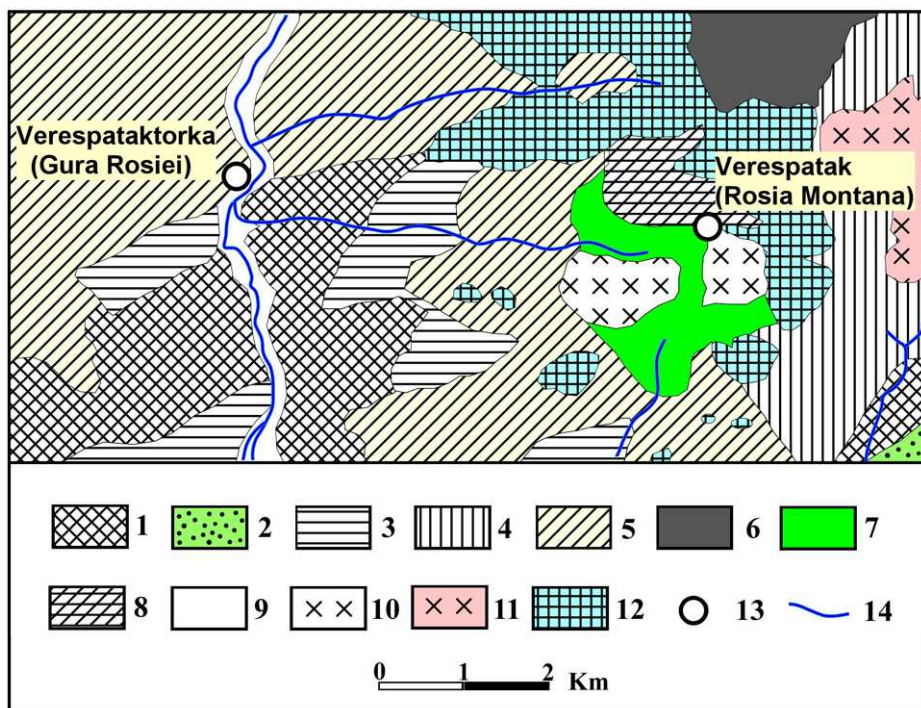 Verespataktorka
(Gura Rosiei)
Verespatak
(Rosia Montana)
1 2 3 4 5 6 7
8 9 10 11 12 13 14
0 1 2 Km